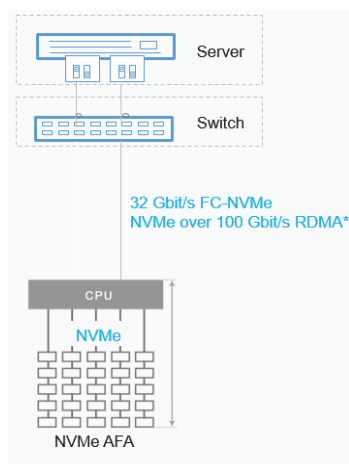 Server
Switch
32 Gbit/s FC-NVMe
NVMe over 100 Gbit/s RDMA*
CPU
NVMe
NVMe AFA